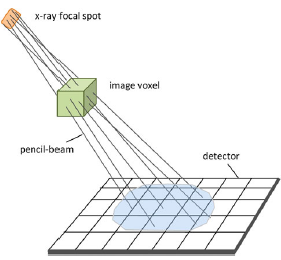 x-ray focal spot
image voxel
pencil-beam
detector